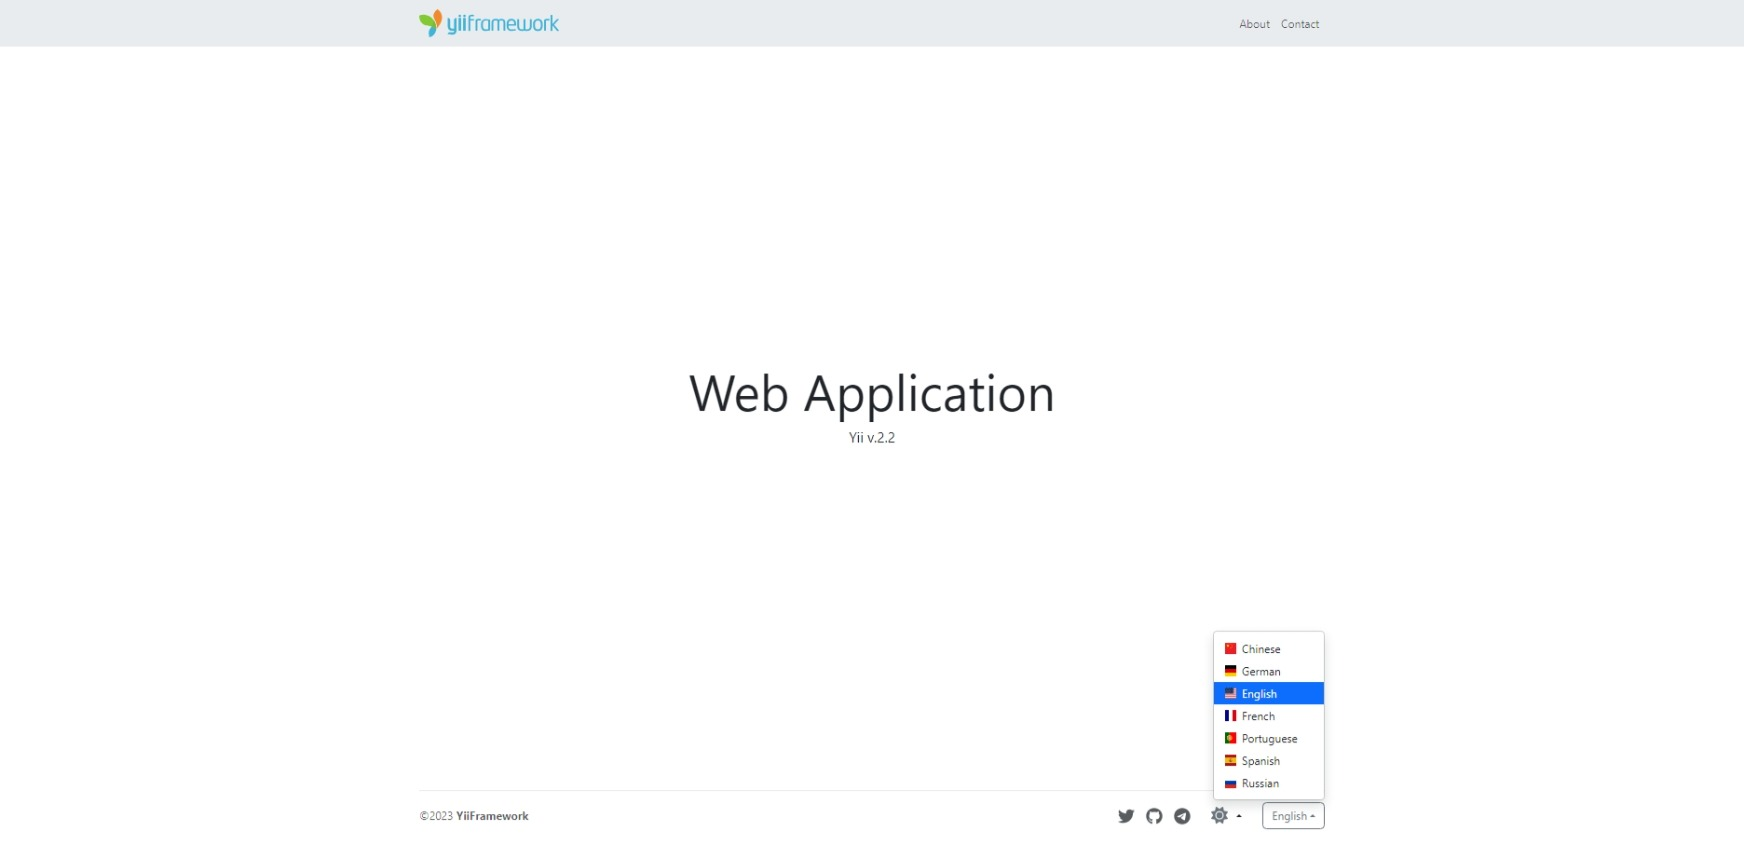 yiiframework
About Contact
Web Application
Yii v.2.2
Chinese
German
English
French
Portuguese
Spanish
Russian
©2023 YiiFramework
English